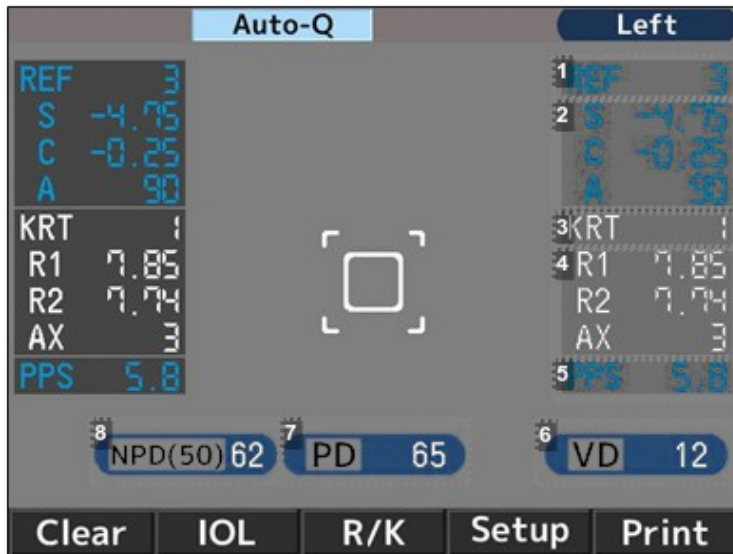 Auto-Q Left
REF 3
S -4.75
C -0.25
A 90
KRT 1
R1 7.85
R2 7.74
AX 3
PPS 5.8
1 REF 3
2 S -4.75
C -0.25
A 90
3 KRT 1
4 R1 7.85
R2 7.74
AX 3
5 PPS 5.8
8 NPD(50) 62 7 PD 65 6 VD 12
Clear IOL R/K Setup Print